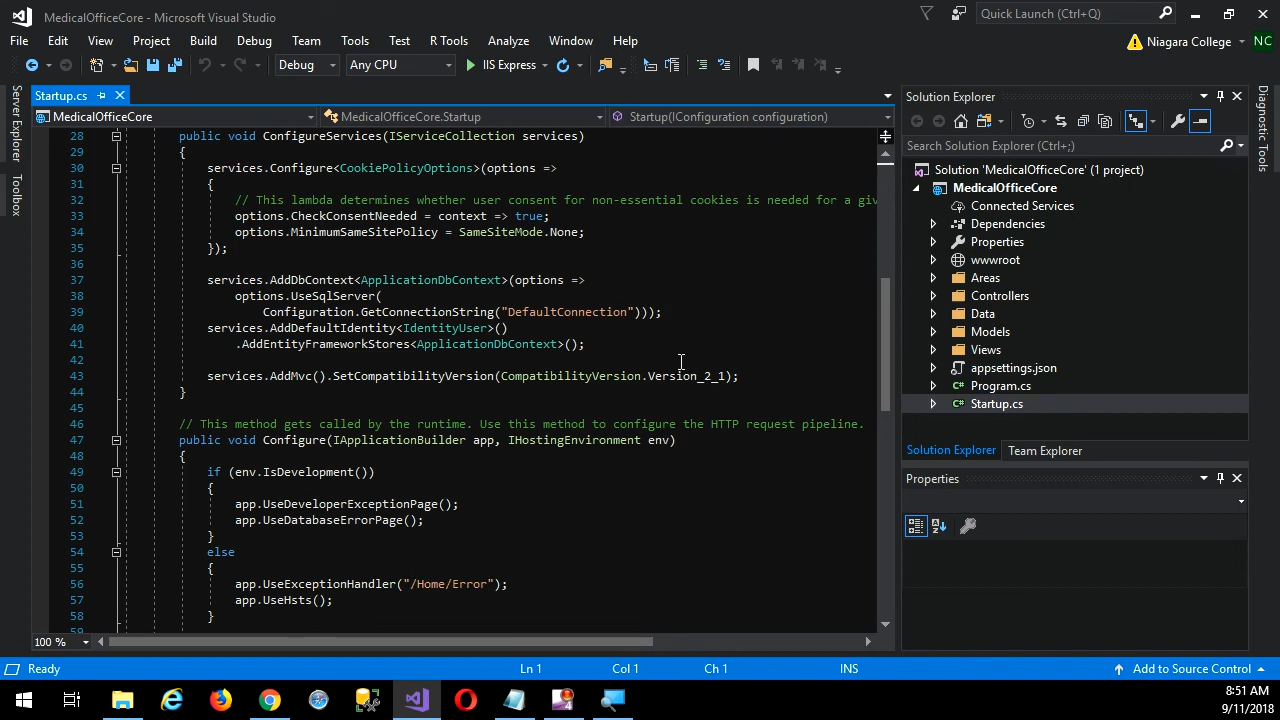 MedicalOfficeCore - Microsoft Visual Studio
Quick Launch (Ctrl+Q)
File Edit View Project Build Debug Team Tools Test R Tools Analyze Window Help
Niagara College NC
Debug Any CPU IIS Express
Server Explorer
Toolbox
Startup.cs
MedicalOfficeCore MedicalOfficeCore.Startup Startup(IConfiguration configuration)
28 public void ConfigureServices(IServiceCollection services)
29 {
30 services.Configure<CookiePolicyOptions>(options =>
31 {
32 // This lambda determines whether user consent for non-essential cookies is needed for a giv
33 options.CheckConsentNeeded = context => true;
34 options.MinimumSameSitePolicy = SameSiteMode.None;
35 });
36
37 services.AddDbContext<ApplicationDbContext>(options =>
38 options.UseSqlServer(
39 Configuration.GetConnectionString("DefaultConnection")));
40 services.AddDefaultIdentity<IdentityUser>()
41 .AddEntityFrameworkStores<ApplicationDbContext>();
42
43 services.AddMvc().SetCompatibilityVersion(CompatibilityVersion.Version_2_1);
44 }
45
46 // This method gets called by the runtime. Use this method to configure the HTTP request pipeline.
47 public void Configure(IApplicationBuilder app, IHostingEnvironment env)
48 {
49 if (env.IsDevelopment())
50 {
51 app.UseDeveloperExceptionPage();
52 app.UseDatabaseErrorPage();
53 }
54 else
55 {
56 app.UseExceptionHandler("/Home/Error");
57 app.UseHsts();
58 }
59
100 %
Solution Explorer
Search Solution Explorer (Ctrl+;)
Solution 'MedicalOfficeCore' (1 project)
MedicalOfficeCore
Connected Services
Dependencies
Properties
wwwroot
Areas
Controllers
Data
Models
Views
appsettings.json
Program.cs
Startup.cs
Solution Explorer Team Explorer
Properties
Diagnostic Tools
Ready Ln 1 Col 1 Ch 1 INS Add to Source Control
8:51 AM
9/11/2018